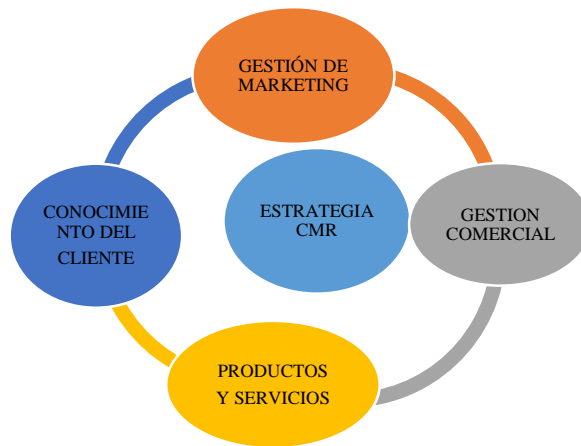 GESTIÓN DE
MARKETING
CONOCIMIE
NTO DEL
CLIENTE
ESTRATEGIA
CMR
GESTION
COMERCIAL
PRODUCTOS
Y SERVICIOS